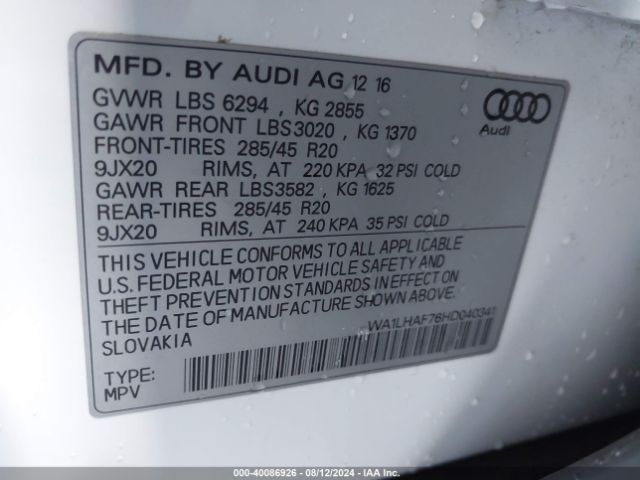 MFD. BY AUDI AG 12 16
GVWR LBS 6294 , KG 2855
GAWR FRONT LBS3020 , KG 1370
FRONT-TIRES 285/45 R20
9JX20 RIMS, AT 220 KPA 32 PSI COLD
GAWR REAR LBS3582 , KG 1625
REAR-TIRES 285/45 R20
9JX20 RIMS, AT 240 KPA 35 PSI COLD
Audi
THIS VEHICLE CONFORMS TO ALL APPLICABLE
U.S. FEDERAL MOTOR VEHICLE SAFETY AND
THEFT PREVENTION STANDARDS IN EFFECT ON
THE DATE OF MANUFACTURE SHOWN ABOVE.
SLOVAKIA
WA1LHAF76HD040341
TYPE:
MPV
000-40086926 - 08/12/2024 - IAA Inc.